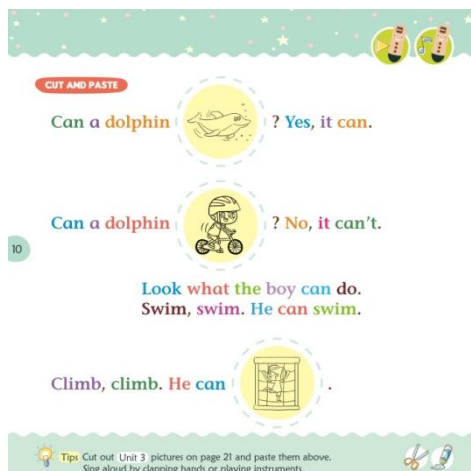 CUT AND PASTE
Can a dolphin ? Yes, it can.
Can a dolphin ? No, it can't.
10
Look what the boy can do.
Swim, swim. He can swim.
Climb, climb. He can .
Tips Cut out Unit 3 pictures on page 21 and paste them above.
Sing aloud by clapping hands or playing instruments.